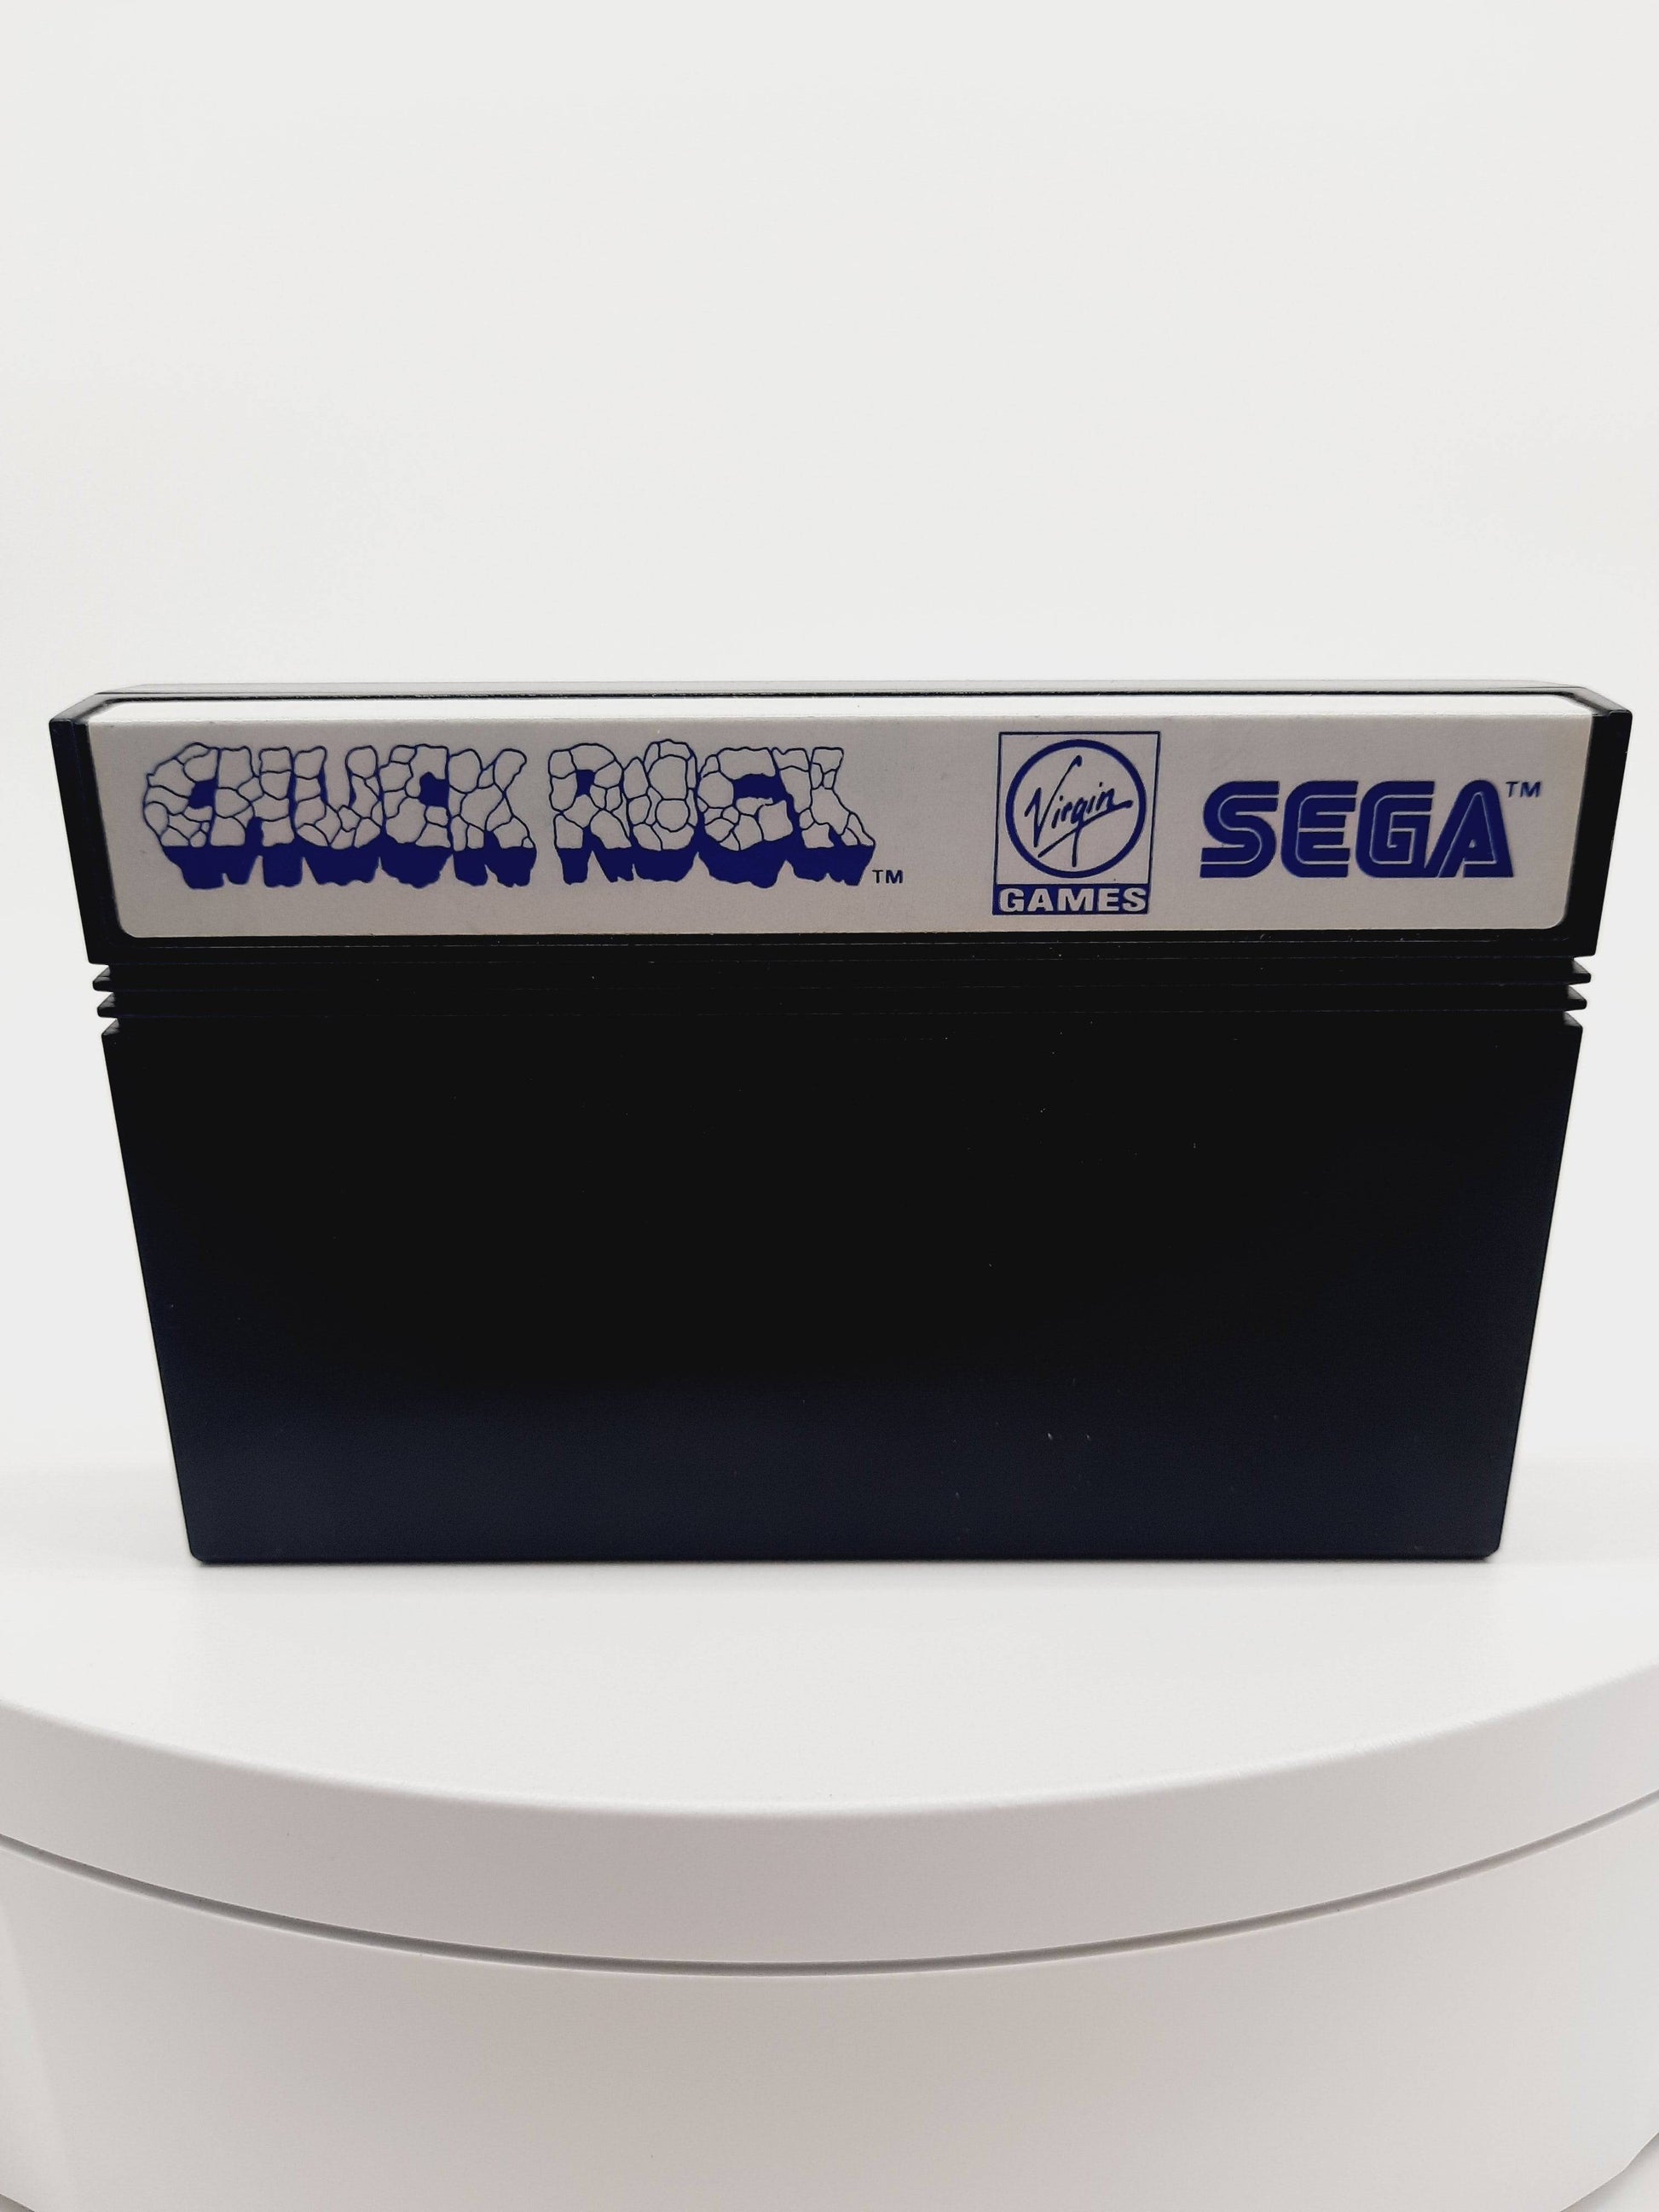 CHUCK ROCK™
Virgin
GAMES
SEGA™